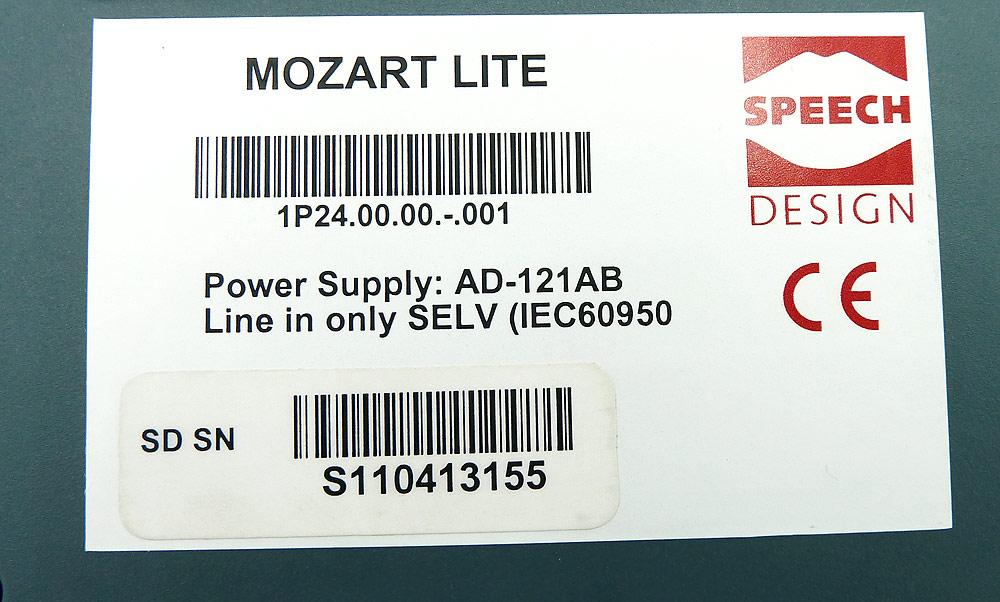 MOZART LITE
1P24.00.00.-.001
Power Supply: AD-121AB
Line in only SELV (IEC60950
SPEECH
DESIGN
CE
SD SN
S110413155